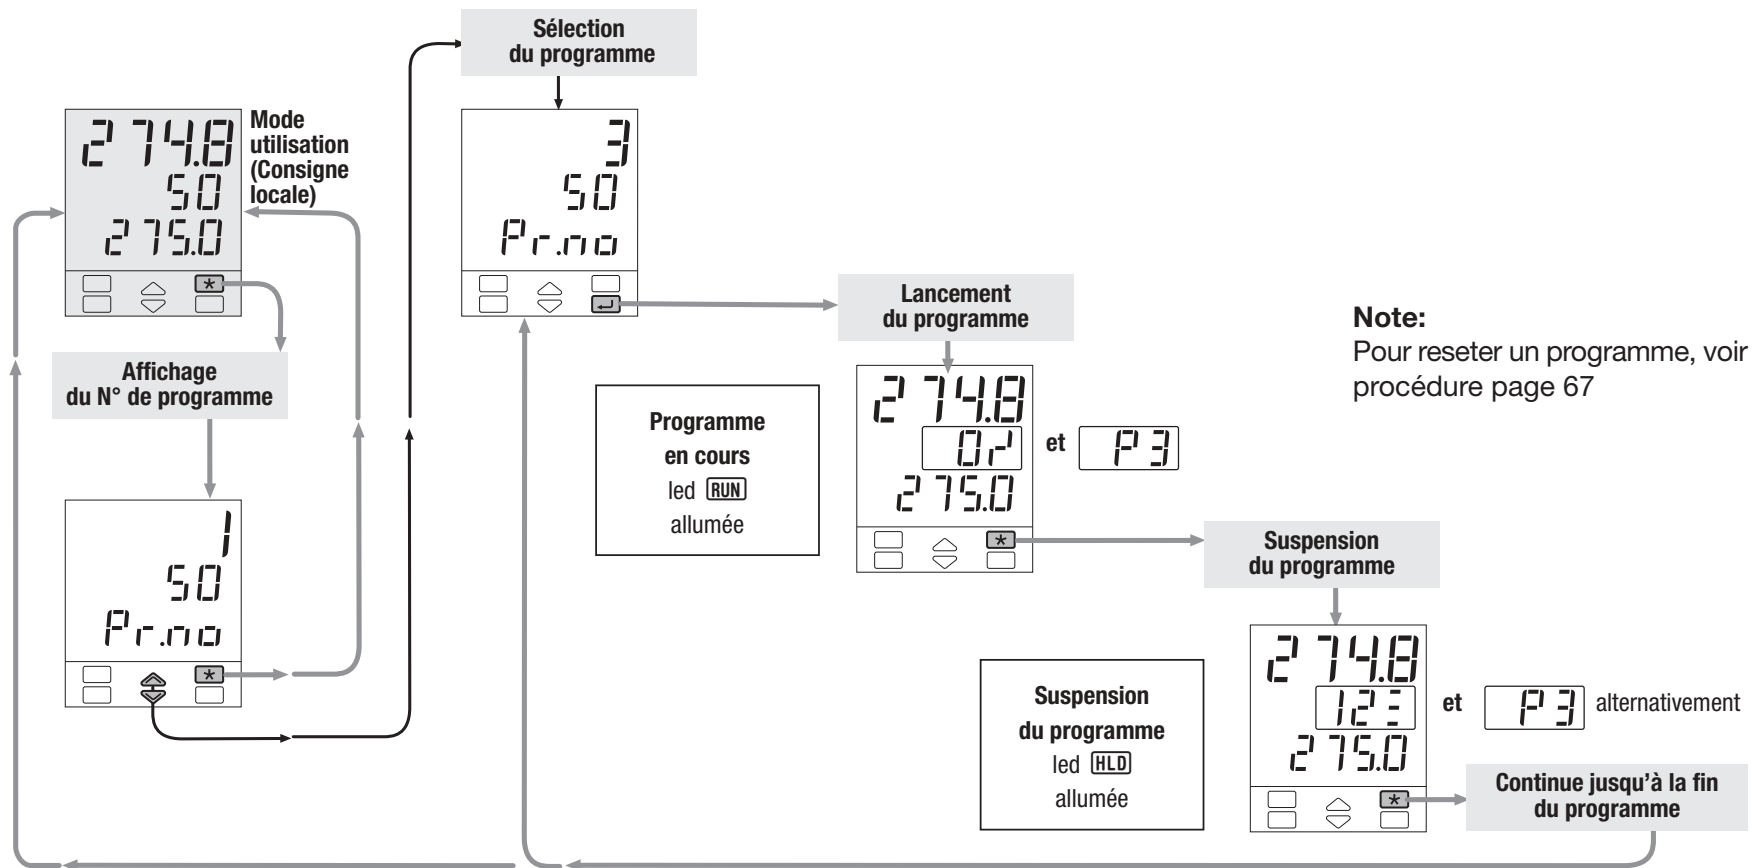 Sélection
du programme
274.8
50
275.0
Mode
utilisation
(Consigne
locale)
*
Affichage
du N° de programme
1
50
Pr.no
*
3
50
Pr.no
Lancement
du programme
Programme
en cours
led RUN
allumée
274.8
et P3
275.0
*
Note:
Pour reseter un programme, voir
procédure page 67
Suspension
du programme
Suspension
du programme
led HLD
allumée
274.8
et P3 alternativement
275.0
*
Continue jusqu'à la fin
du programme